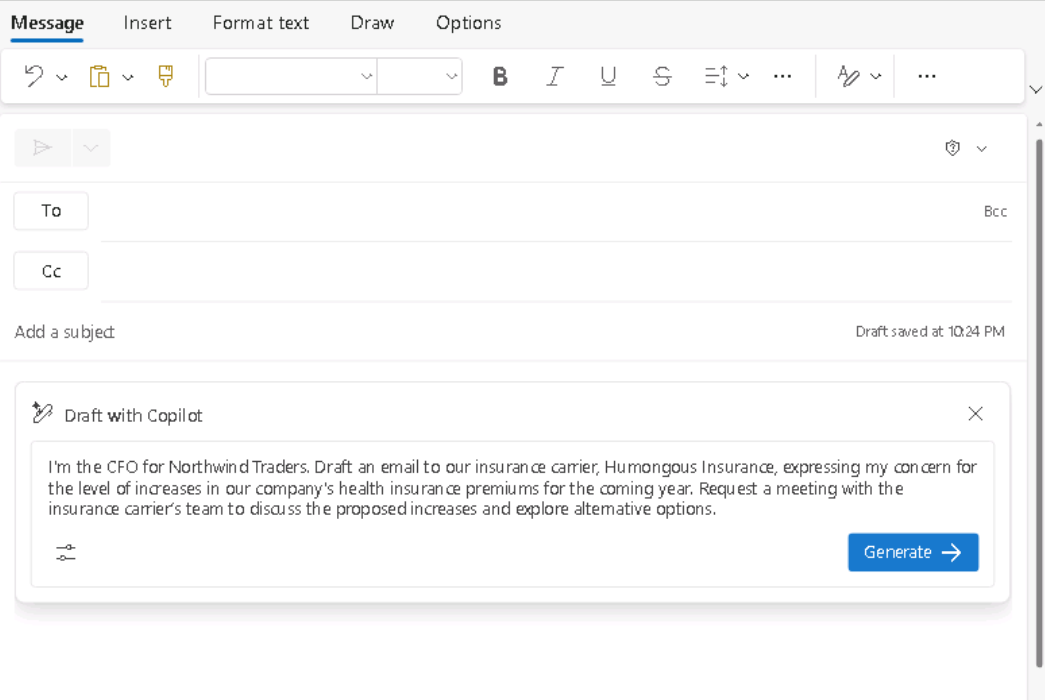 Message Insert Format text Draw Options
B I U S
To Bcc
Cc
Add a subject Draft saved at 10:24 PM
Draft with Copilot
I'm the CFO for Northwind Traders. Draft an email to our insurance carrier, Humongous Insurance, expressing my concern for
the level of increases in our company's health insurance premiums for the coming year. Request a meeting with the
insurance carrier's team to discuss the proposed increases and explore alternative options.
Generate